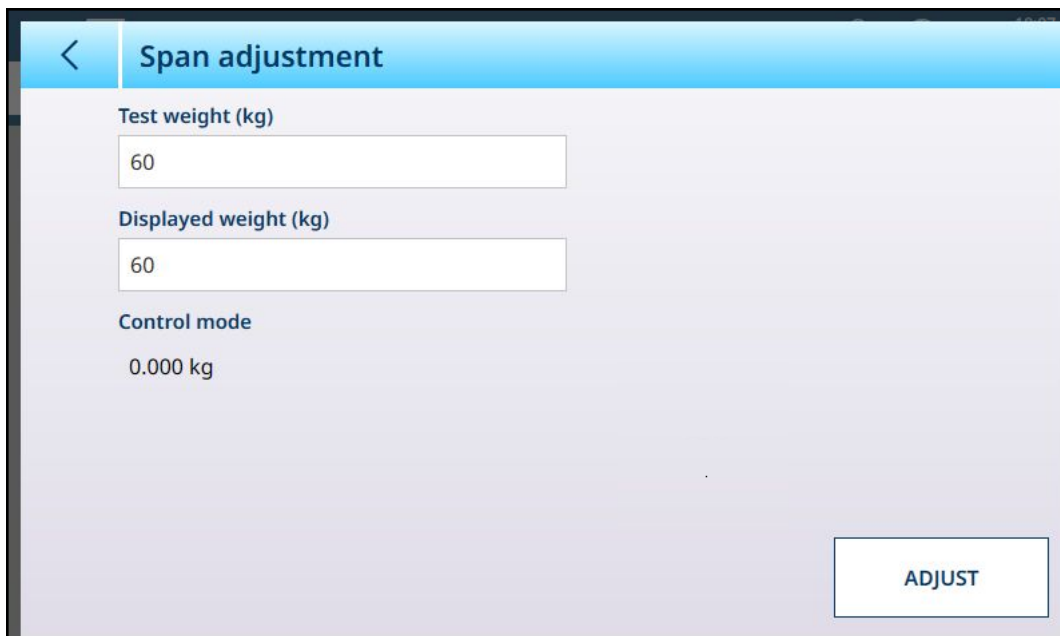 Span adjustment
Test weight (kg)
60
Displayed weight (kg)
60
Control mode
0.000 kg
ADJUST